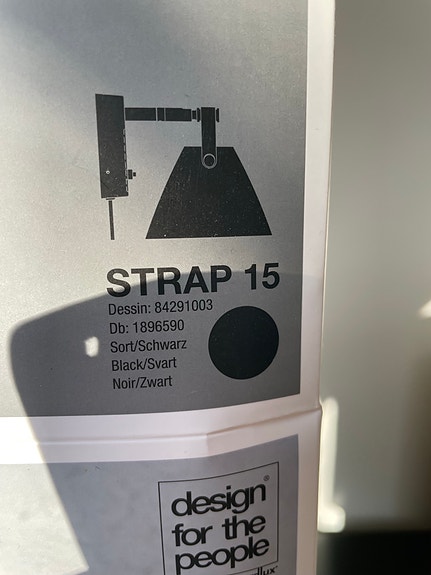 STRAP 15
Dessin: 84291003
Db: 1896590
Sort/Schwarz
Black/Svart
Noir/Zwart
design®
for the
people